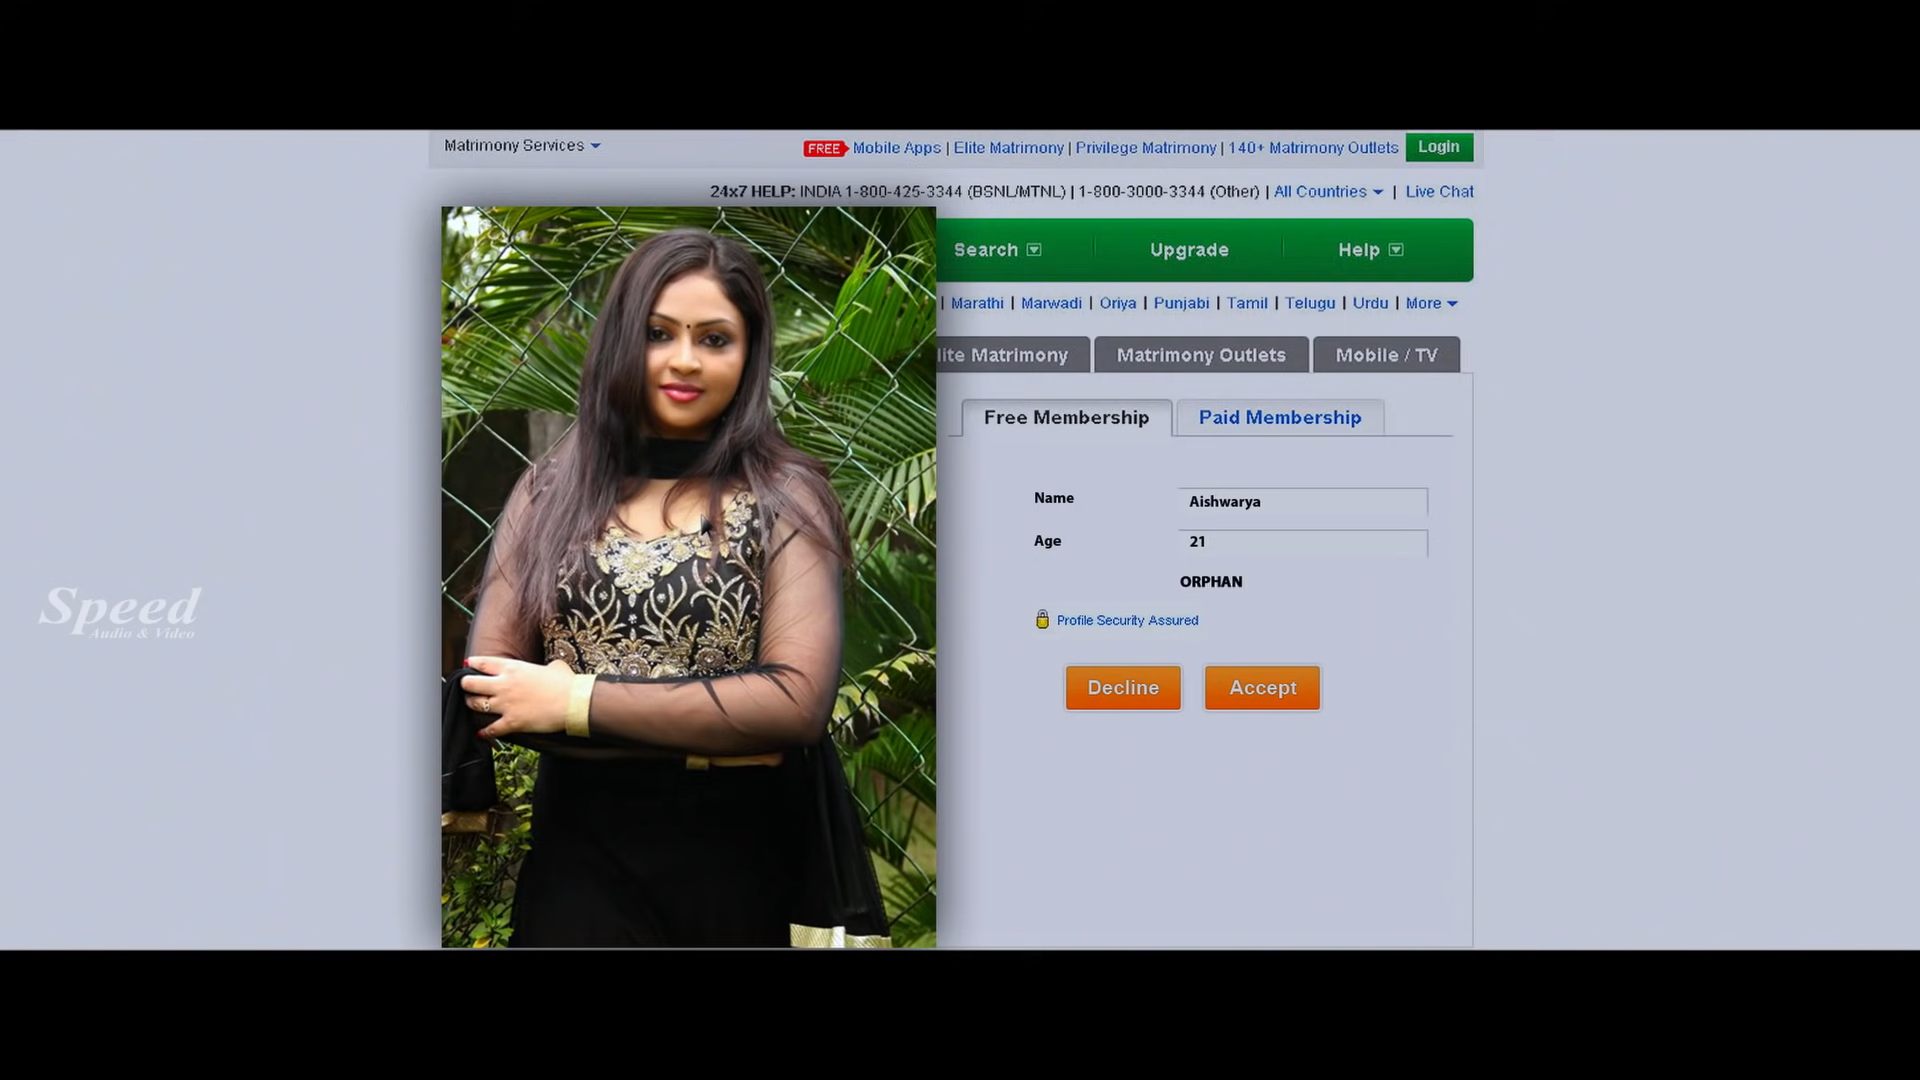 Matrimony Services
FREE Mobile Apps | Elite Matrimony | Privilege Matrimony | 140+ Matrimony Outlets Login
24x7 HELP: INDIA 1-800-425-3344 (BSNL/MTNL) | 1-800-3000-3344 (Other) | All Countries | Live Chat
Search Upgrade Help
| Marathi | Marwadi | Oriya | Punjabi | Tamil | Telugu | Urdu | More
lite Matrimony Matrimony Outlets Mobile / TV
Free Membership Paid Membership
Name Aishwarya
Age 21
ORPHAN
Profile Security Assured
Decline Accept
Speed
Audio & Video